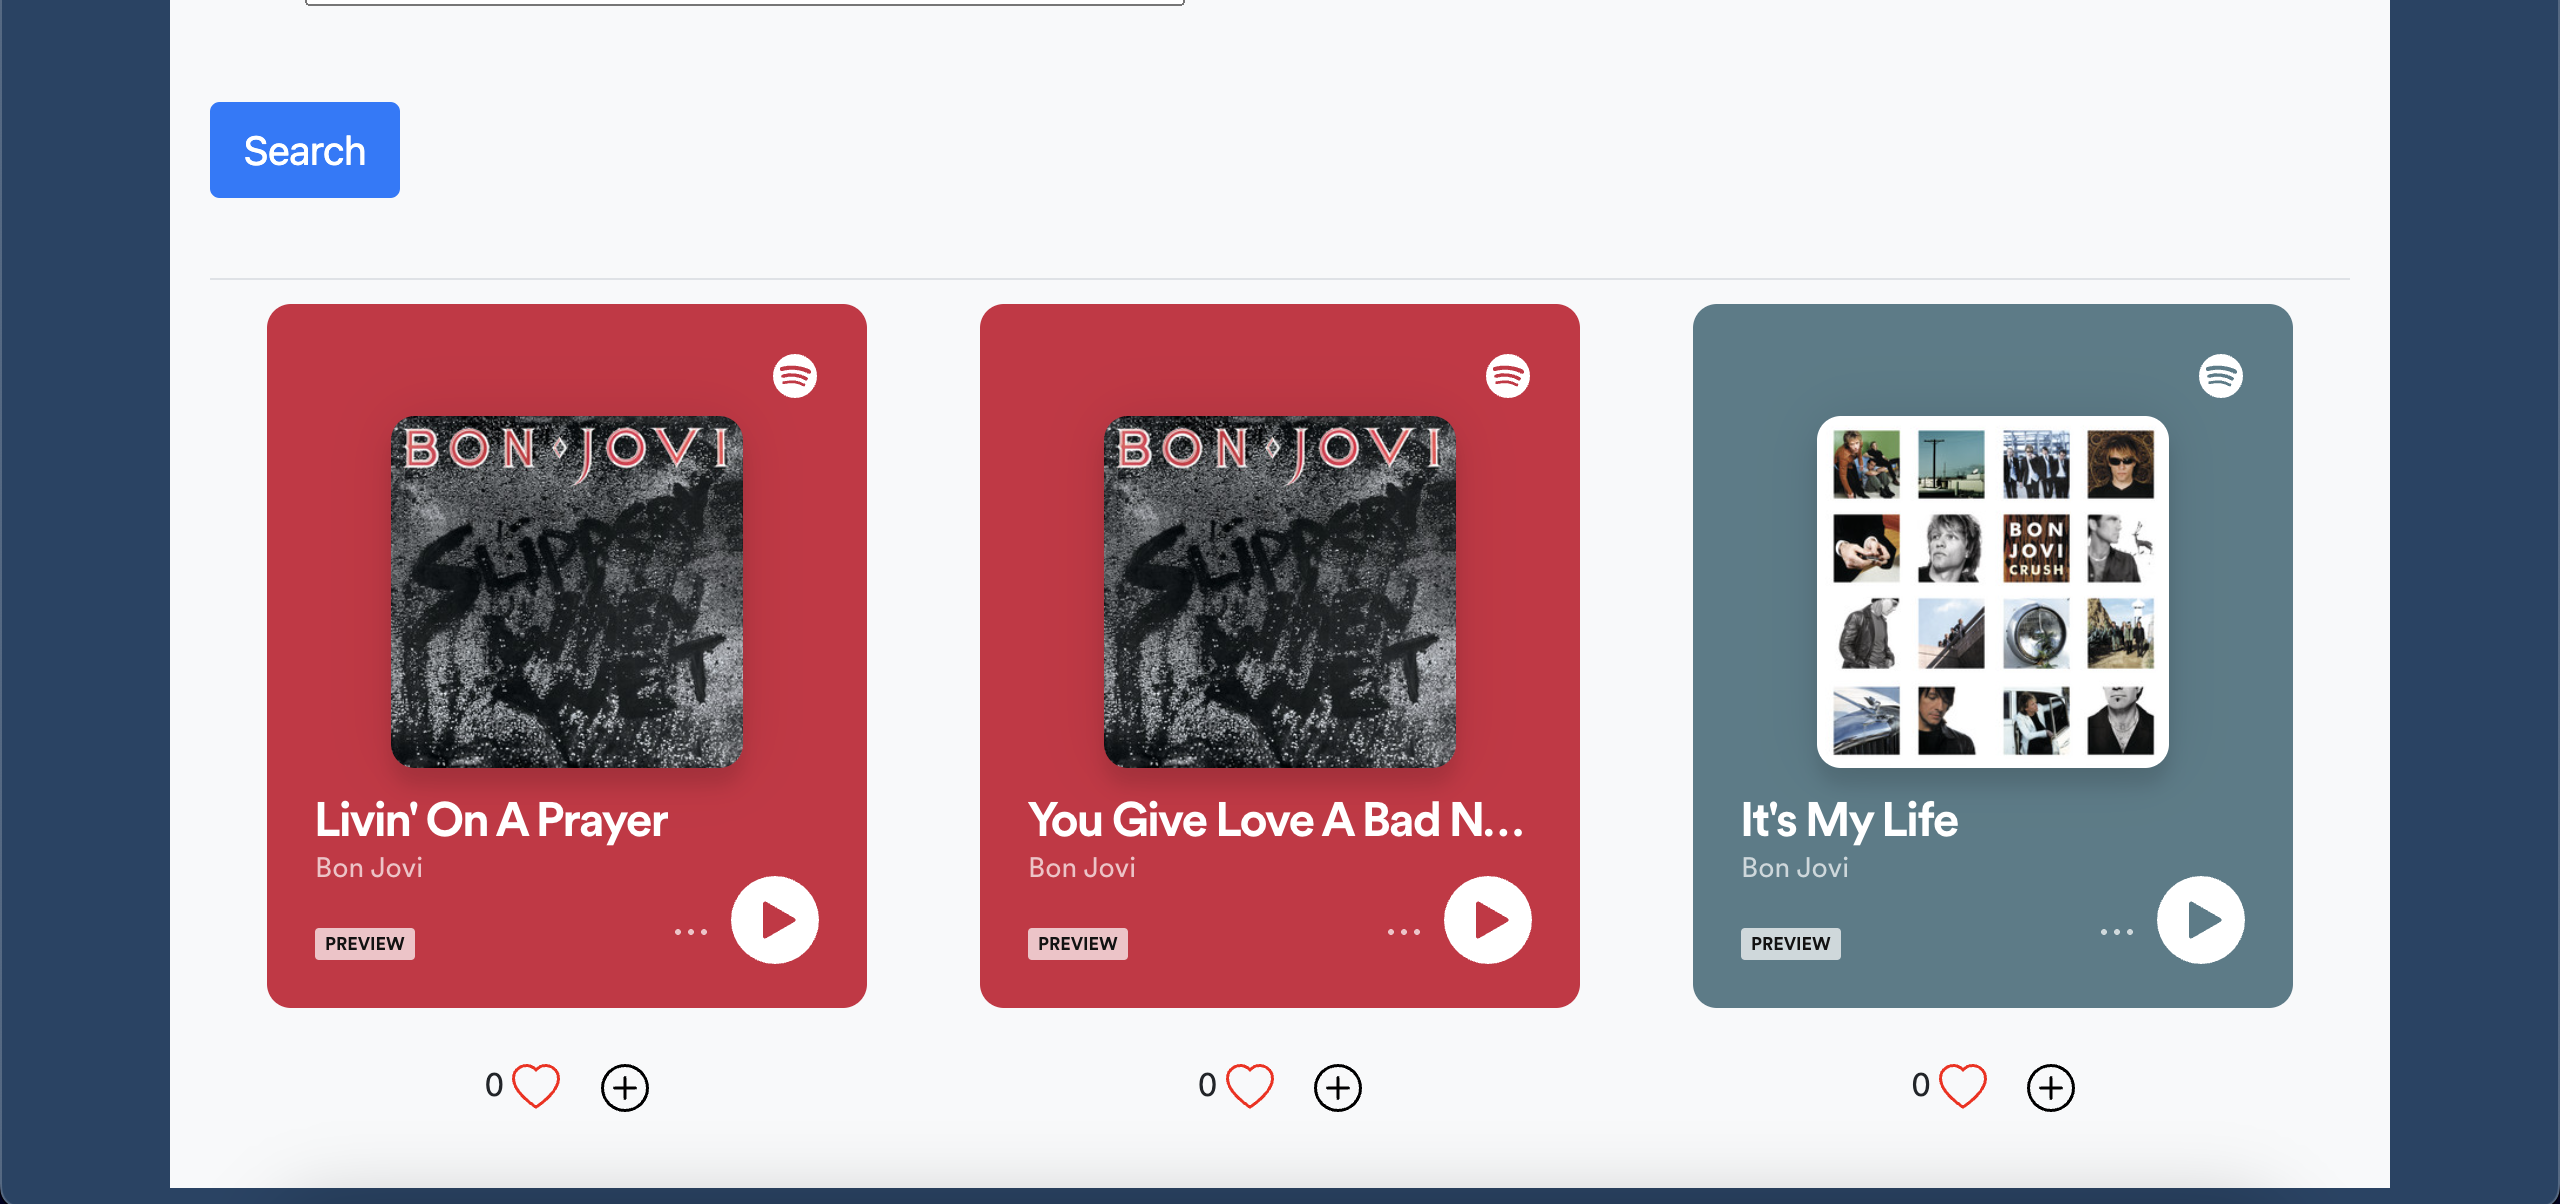 Search
BON JOVI
SLIPPERY
WHEN
WET
Livin' On A Prayer
Bon Jovi
PREVIEW
0
BON JOVI
SLIPPERY
WHEN
WET
You Give Love A Bad N...
Bon Jovi
PREVIEW
0
BON
JOVI
CRUSH
It's My Life
Bon Jovi
PREVIEW
0